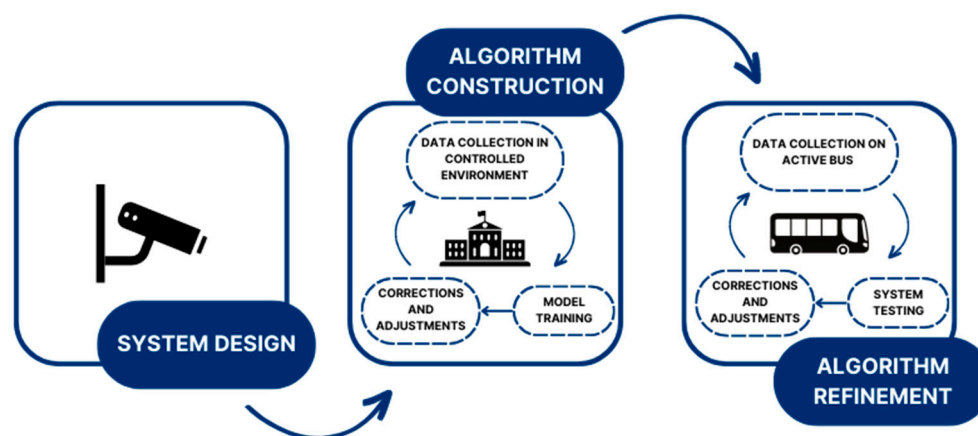 SYSTEM DESIGN
ALGORITHM
CONSTRUCTION
DATA COLLECTION IN
CONTROLLED
ENVIRONMENT
CORRECTIONS
AND
ADJUSTMENTS
MODEL
TRAINING
DATA COLLECTION ON
ACTIVE BUS
CORRECTIONS
AND
ADJUSTMENTS
SYSTEM
TESTING
ALGORITHM
REFINEMENT